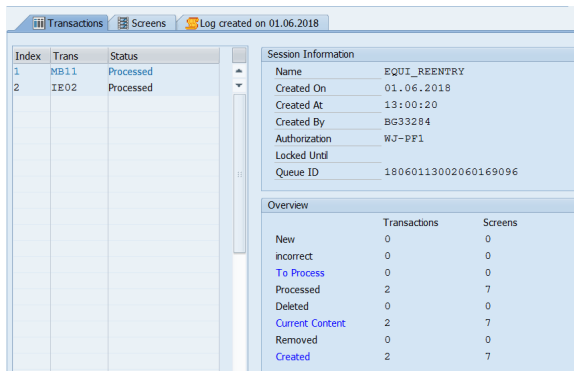 Transactions Screens Log created on 01.06.2018
Index Trans Status
1 MB11 Processed
2 IE02 Processed
Session Information
Name EQUI_REENTRY
Created On 01.06.2018
Created At 13:00:20
Created By BG33284
Authorization WJ-PF1
Locked Until
Queue ID 18060113002060169096
Overview
Transactions Screens
New 0 0
incorrect 0 0
To Process 0 0
Processed 2 7
Deleted 0 0
Current Content 2 7
Removed 0 0
Created 2 7